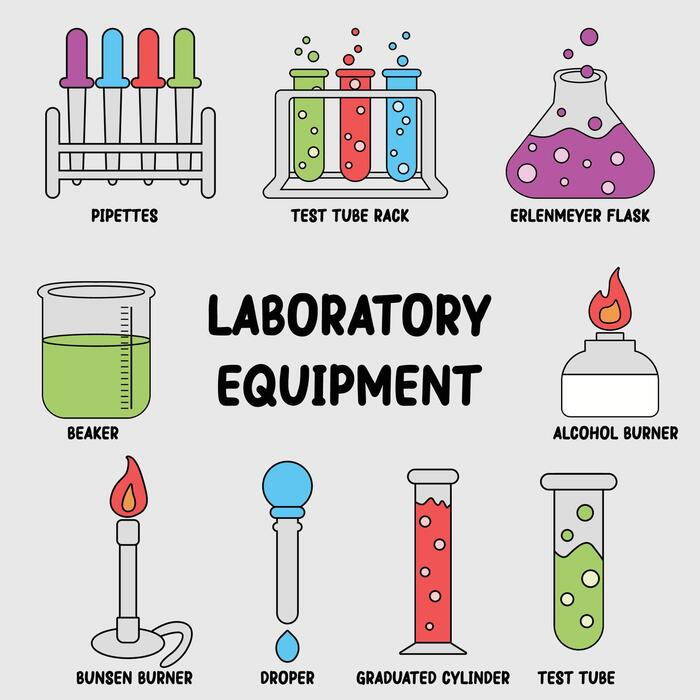 PIPETTES
TEST TUBE RACK
ERLENMEYER FLASK
LABORATORY
EQUIPMENT
BEAKER
ALCOHOL BURNER
BUNSEN BURNER
DROPER
GRADUATED CYLINDER
TEST TUBE